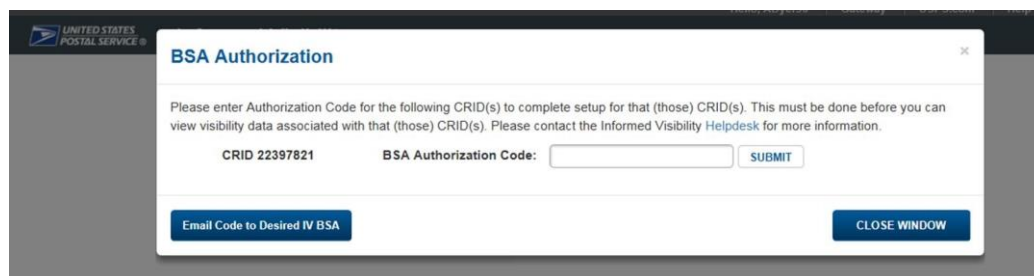 UNITED STATES
POSTAL SERVICE ®
BSA Authorization
×
Please enter Authorization Code for the following CRID(s) to complete setup for that (those) CRID(s). This must be done before you can
view visibility data associated with that (those) CRID(s). Please contact the Informed Visibility Helpdesk for more information.
CRID 22397821 BSA Authorization Code: SUBMIT
Email Code to Desired IV BSA CLOSE WINDOW